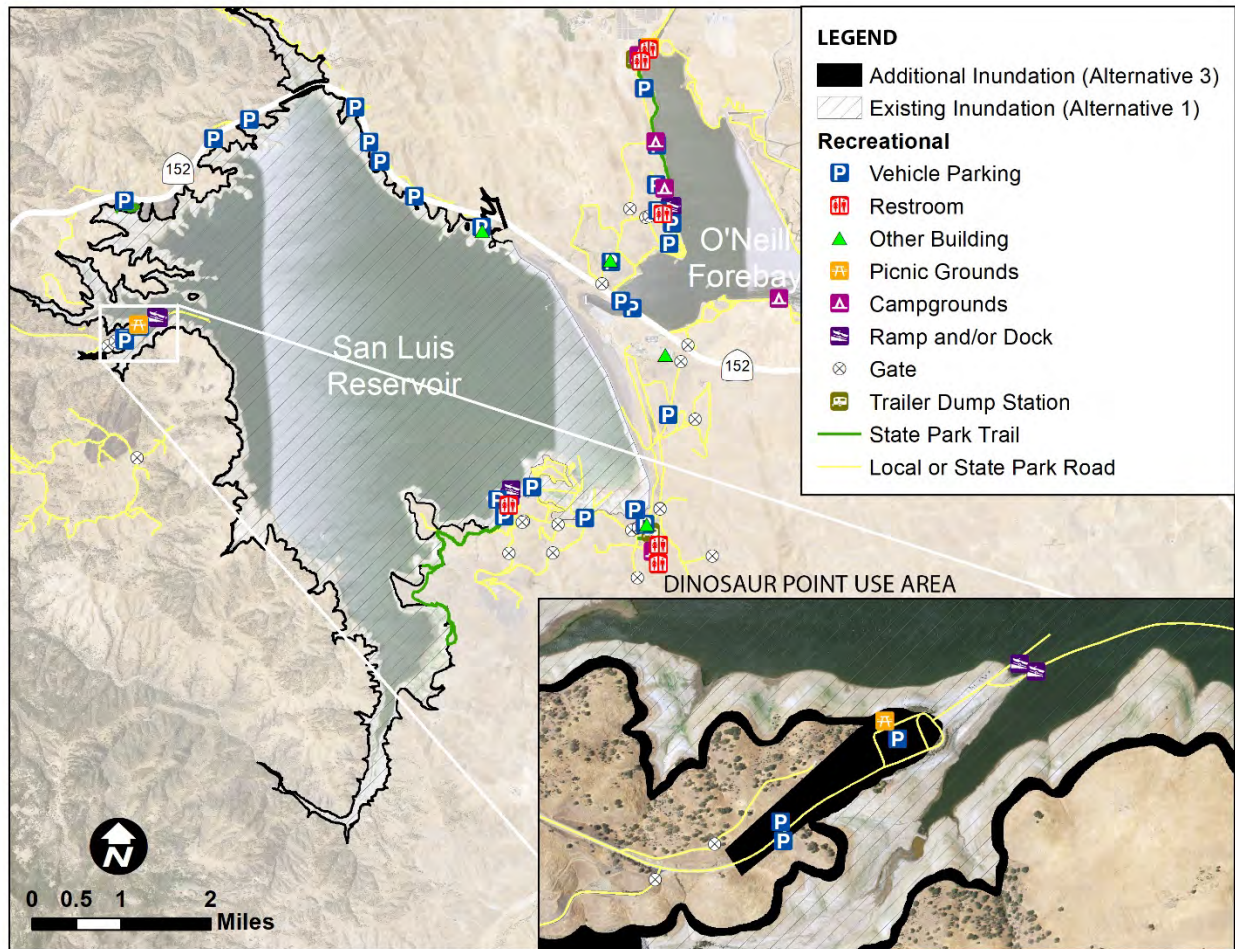 LEGEND
Additional Inundation (Alternative 3)
Existing Inundation (Alternative 1)
Recreational
P Vehicle Parking
Restroom
Other Building
Picnic Grounds
Campgrounds
Ramp and/or Dock
Gate
Trailer Dump Station
State Park Trail
Local or State Park Road
P
P
P
P
P
P
P
152
P
P
P
P
P
P
P
P
P
P
O'Neill
Forebay
P
P
152
P
San Luis
Reservoir
P
P
P
P
P
P
P
DINOSAUR POINT USE AREA
P
P
P
N
0 0.5 1 2
Miles